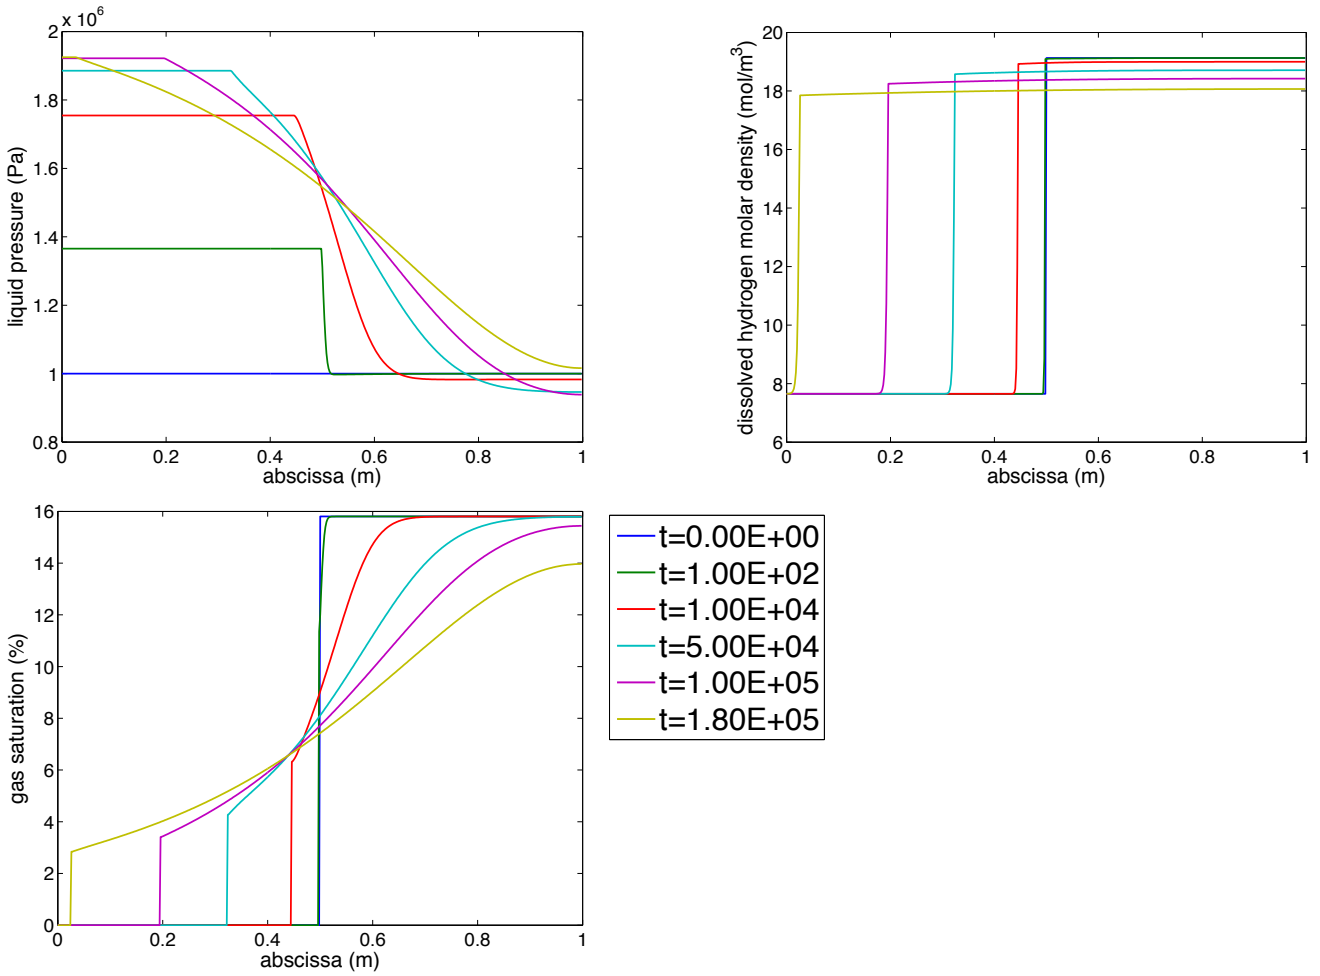 x 10⁶
2
1.8
1.6
1.4
1.2
1
0.8
0 0.2 0.4 0.6 0.8 1
abscissa (m)
liquid pressure (Pa)
20
18
16
14
12
10
8
6
0 0.2 0.4 0.6 0.8 1
abscissa (m)
dissolved hydrogen molar density (mol/m³)
16
14
12
10
8
6
4
2
0
0 0.2 0.4 0.6 0.8 1
abscissa (m)
gas saturation (%)
t=0.00E+00
t=1.00E+02
t=1.00E+04
t=5.00E+04
t=1.00E+05
t=1.80E+05